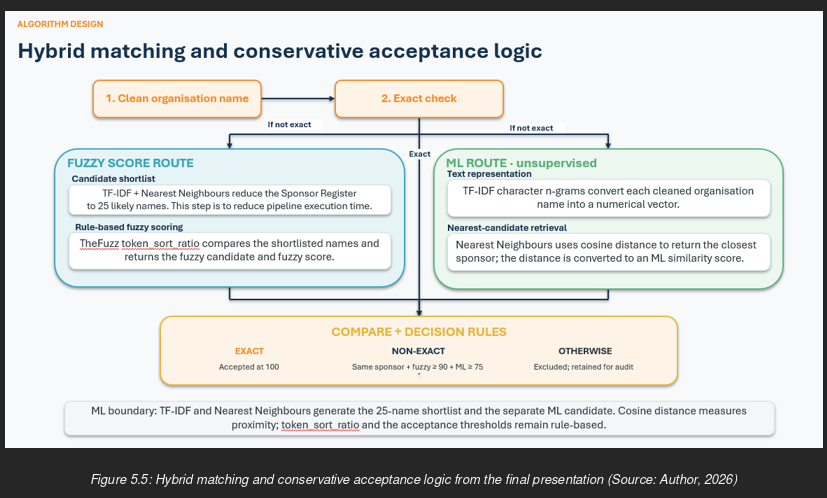 ALGORITHM DESIGN
Hybrid matching and conservative acceptance logic
1. Clean organisation name
2. Exact check
If not exact
If not exact
Exact
FUZZY SCORE ROUTE
Candidate shortlist
TF-IDF + Nearest Neighbours reduce the Sponsor Register
to 25 likely names. This step is to reduce pipeline execution time.
Rule-based fuzzy scoring
TheFuzz token_sort_ratio compares the shortlisted names and
returns the fuzzy candidate and fuzzy score.
ML ROUTE · unsupervised
Text representation
TF-IDF character n-grams convert each cleaned organisation
name into a numerical vector.
Nearest-candidate retrieval
Nearest Neighbours uses cosine distance to return the closest
sponsor; the distance is converted to an ML similarity score.
COMPARE + DECISION RULES
EXACT
Accepted at 100
NON-EXACT
Same sponsor + fuzzy ≥ 90 + ML ≥ 75
OTHERWISE
Excluded; retained for audit
ML boundary: TF-IDF and Nearest Neighbours generate the 25-name shortlist and the separate ML candidate. Cosine distance measures
proximity; token_sort_ratio and the acceptance thresholds remain rule-based.
Figure 5.5: Hybrid matching and conservative acceptance logic from the final presentation (Source: Author, 2026)